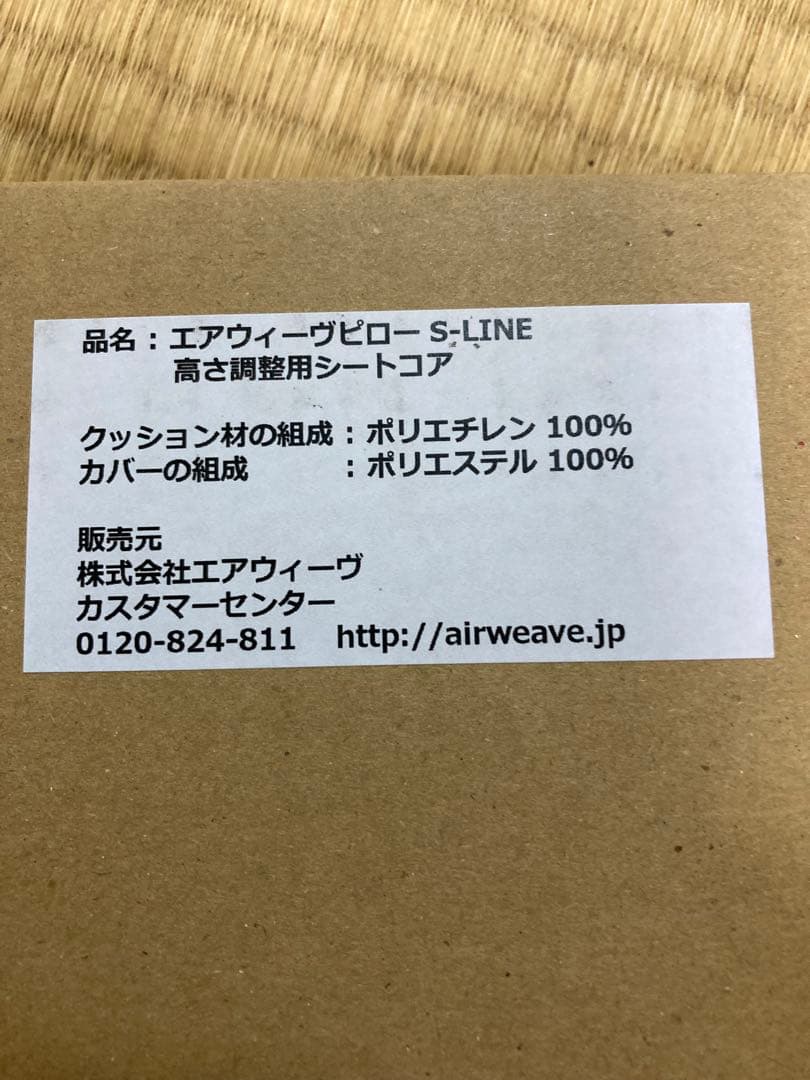 品名：エアウィーヴピロー S-LINE
高さ調整用シートコア
クッション材の組成：ポリエチレン 100%
カバーの組成　　　：ポリエステル 100%
販売元
株式会社エアウィーヴ
カスタマーセンター
0120-824-811　http://airweave.jp